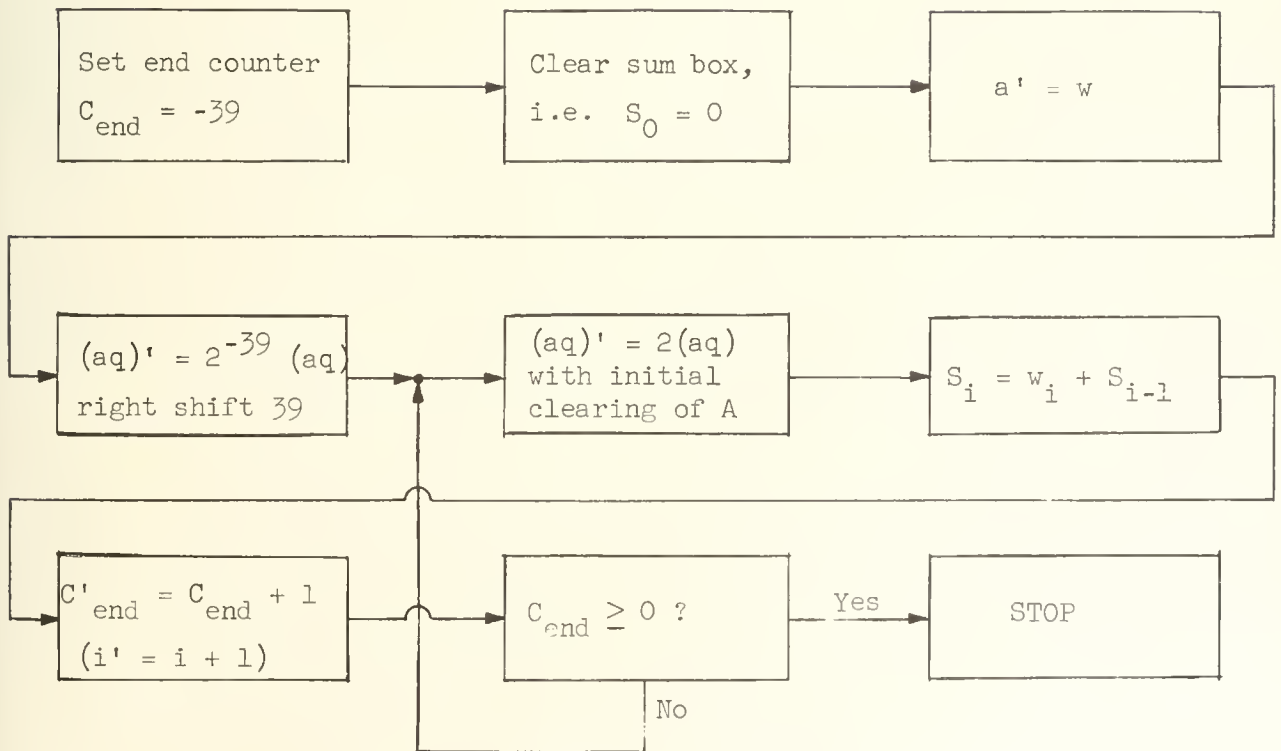 Set end counter
C_end = -39
Clear sum box,
i.e. S_0 = 0
a' = w
(aq)' = 2^-39 (aq)
right shift 39
(aq)' = 2(aq)
with initial
clearing of A
S_i = w_i + S_i-1
C'_end = C_end + 1
(i' = i + 1)
C_end ≥ 0 ?
Yes
STOP
No